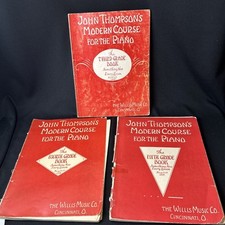 JOHN THOMPSON'S
MODERN COURSE
FOR THE PIANO
The
THIRD GRADE
BOOK
THE WILLIS MUSIC CO.
JOHN THOMPSON'S
MODERN COURSE
FOR THE PIANO
The
FOURTH GRADE
BOOK
THE WILLIS MUSIC CO.
CINCINNATI, O.
JOHN THOMPSON'S
MODERN COURSE
FOR THE PIANO
The
FIFTH GRADE
BOOK
THE WILLIS MUSIC CO.
CINCINNATI, O.